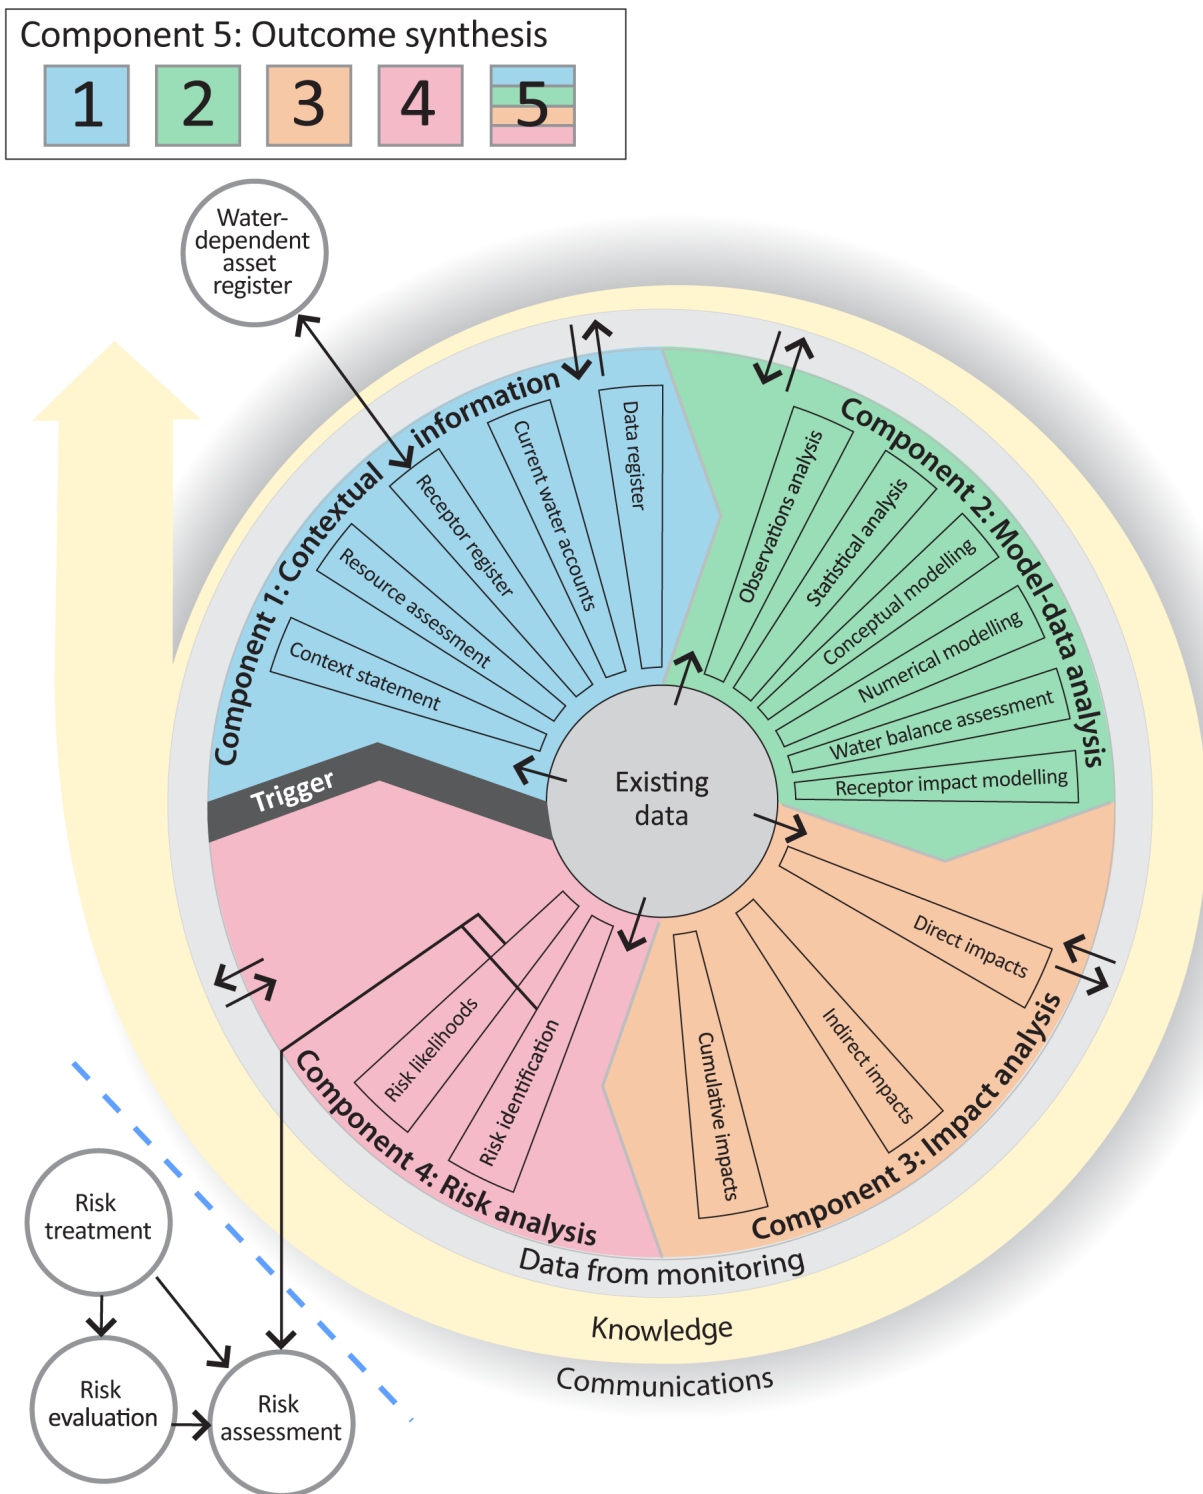 Component 5: Outcome synthesis
1 2 3 4 5
Water-
dependent
asset
register
Component 1: Contextual information
Context statement
Resource assessment
Receptor register
Current water accounts
Data register
Component 2: Model-data analysis
Observations analysis
Statistical analysis
Conceptual modelling
Numerical modelling
Water balance assessment
Receptor impact modelling
Trigger
Existing
data
Component 3: Impact analysis
Direct impacts
Indirect impacts
Cumulative impacts
Component 4: Risk analysis
Risk likelihoods
Risk identification
Data from monitoring
Knowledge
Communications
Risk
treatment
Risk
evaluation
Risk
assessment